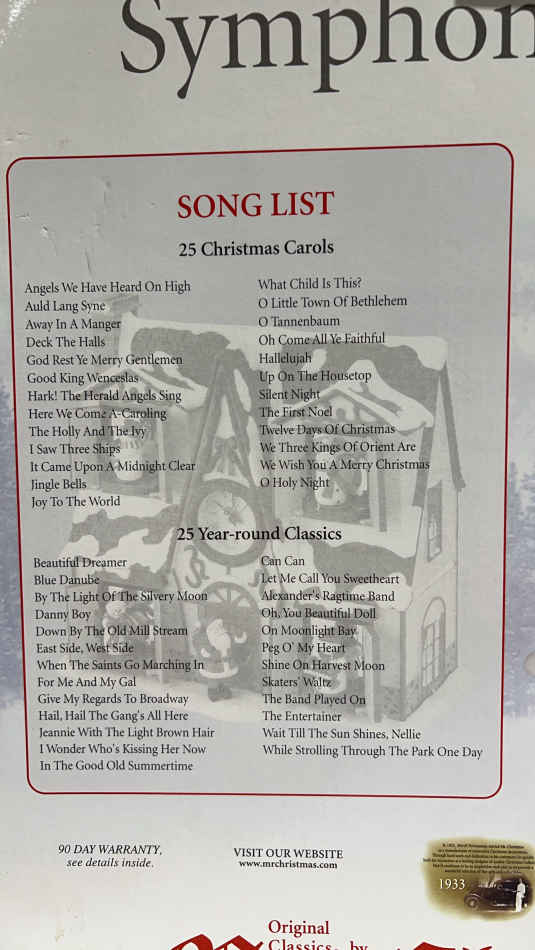 Symphon
SONG LIST
25 Christmas Carols
Angels We Have Heard On High
Auld Lang Syne
Away In A Manger
Deck The Halls
God Rest Ye Merry Gentlemen
Good King Wenceslas
Hark! The Herald Angels Sing
Here We Come A-Caroling
The Holly And The Ivy
I Saw Three Ships
It Came Upon A Midnight Clear
Jingle Bells
Joy To The World
What Child Is This?
O Little Town Of Bethlehem
O Tannenbaum
Oh Come All Ye Faithful
Hallelujah
Up On The Housetop
Silent Night
The First Noel
Twelve Days Of Christmas
We Three Kings Of Orient Are
We Wish You A Merry Christmas
O Holy Night
25 Year-round Classics
Beautiful Dreamer
Blue Danube
By The Light Of The Silvery Moon
Danny Boy
Down By The Old Mill Stream
East Side, West Side
When The Saints Go Marching In
For Me And My Gal
Give My Regards To Broadway
Hail, Hail The Gang's All Here
Jeannie With The Light Brown Hair
I Wonder Who's Kissing Her Now
In The Good Old Summertime
Can Can
Let Me Call You Sweetheart
Alexander's Ragtime Band
Oh, You Beautiful Doll
On Moonlight Bay
Peg O' My Heart
Shine On Harvest Moon
Skaters' Waltz
The Band Played On
The Entertainer
Wait Till The Sun Shines, Nellie
While Strolling Through The Park One Day
90 DAY WARRANTY,
see details inside.
VISIT OUR WEBSITE
www.mrchristmas.com
1933
Original
Classics by